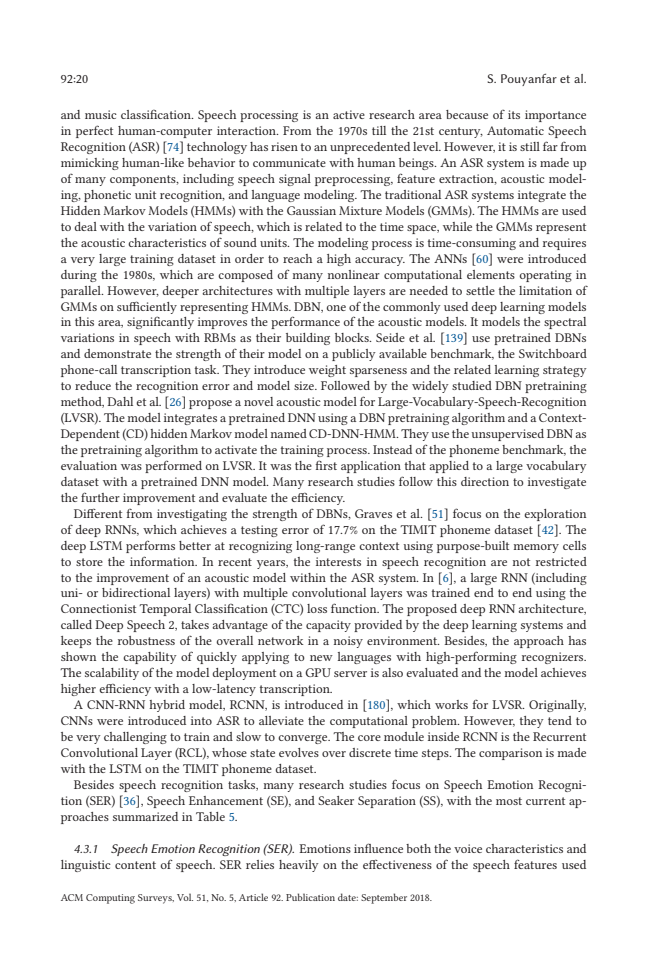 92:20 S. Pouyanfar et al.
and music classification. Speech processing is an active research area because of its importance
in perfect human-computer interaction. From the 1970s till the 21st century, Automatic Speech
Recognition (ASR) [74] technology has risen to an unprecedented level. However, it is still far from
mimicking human-like behavior to communicate with human beings. An ASR system is made up
of many components, including speech signal preprocessing, feature extraction, acoustic model-
ing, phonetic unit recognition, and language modeling. The traditional ASR systems integrate the
Hidden Markov Models (HMMs) with the Gaussian Mixture Models (GMMs). The HMMs are used
to deal with the variation of speech, which is related to the time space, while the GMMs represent
the acoustic characteristics of sound units. The modeling process is time-consuming and requires
a very large training dataset in order to reach a high accuracy. The ANNs [60] were introduced
during the 1980s, which are composed of many nonlinear computational elements operating in
parallel. However, deeper architectures with multiple layers are needed to settle the limitation of
GMMs on sufficiently representing HMMs. DBN, one of the commonly used deep learning models
in this area, significantly improves the performance of the acoustic models. It models the spectral
variations in speech with RBMs as their building blocks. Seide et al. [139] use pretrained DBNs
and demonstrate the strength of their model on a publicly available benchmark, the Switchboard
phone-call transcription task. They introduce weight sparseness and the related learning strategy
to reduce the recognition error and model size. Followed by the widely studied DBN pretraining
method, Dahl et al. [26] propose a novel acoustic model for Large-Vocabulary-Speech-Recognition
(LVSR). The model integrates a pretrained DNN using a DBN pretraining algorithm and a Context-
Dependent (CD) hidden Markov model named CD-DNN-HMM. They use the unsupervised DBN as
the pretraining algorithm to activate the training process. Instead of the phoneme benchmark, the
evaluation was performed on LVSR. It was the first application that applied to a large vocabulary
dataset with a pretrained DNN model. Many research studies follow this direction to investigate
the further improvement and evaluate the efficiency.
Different from investigating the strength of DBNs, Graves et al. [51] focus on the exploration
of deep RNNs, which achieves a testing error of 17.7% on the TIMIT phoneme dataset [42]. The
deep LSTM performs better at recognizing long-range context using purpose-built memory cells
to store the information. In recent years, the interests in speech recognition are not restricted
to the improvement of an acoustic model within the ASR system. In [6], a large RNN (including
uni- or bidirectional layers) with multiple convolutional layers was trained end to end using the
Connectionist Temporal Classification (CTC) loss function. The proposed deep RNN architecture,
called Deep Speech 2, takes advantage of the capacity provided by the deep learning systems and
keeps the robustness of the overall network in a noisy environment. Besides, the approach has
shown the capability of quickly applying to new languages with high-performing recognizers.
The scalability of the model deployment on a GPU server is also evaluated and the model achieves
higher efficiency with a low-latency transcription.
A CNN-RNN hybrid model, RCNN, is introduced in [180], which works for LVSR. Originally,
CNNs were introduced into ASR to alleviate the computational problem. However, they tend to
be very challenging to train and slow to converge. The core module inside RCNN is the Recurrent
Convolutional Layer (RCL), whose state evolves over discrete time steps. The comparison is made
with the LSTM on the TIMIT phoneme dataset.
Besides speech recognition tasks, many research studies focus on Speech Emotion Recogni-
tion (SER) [36], Speech Enhancement (SE), and Seaker Separation (SS), with the most current ap-
proaches summarized in Table 5.
4.3.1 Speech Emotion Recognition (SER). Emotions influence both the voice characteristics and
linguistic content of speech. SER relies heavily on the effectiveness of the speech features used
ACM Computing Surveys, Vol. 51, No. 5, Article 92. Publication date: September 2018.